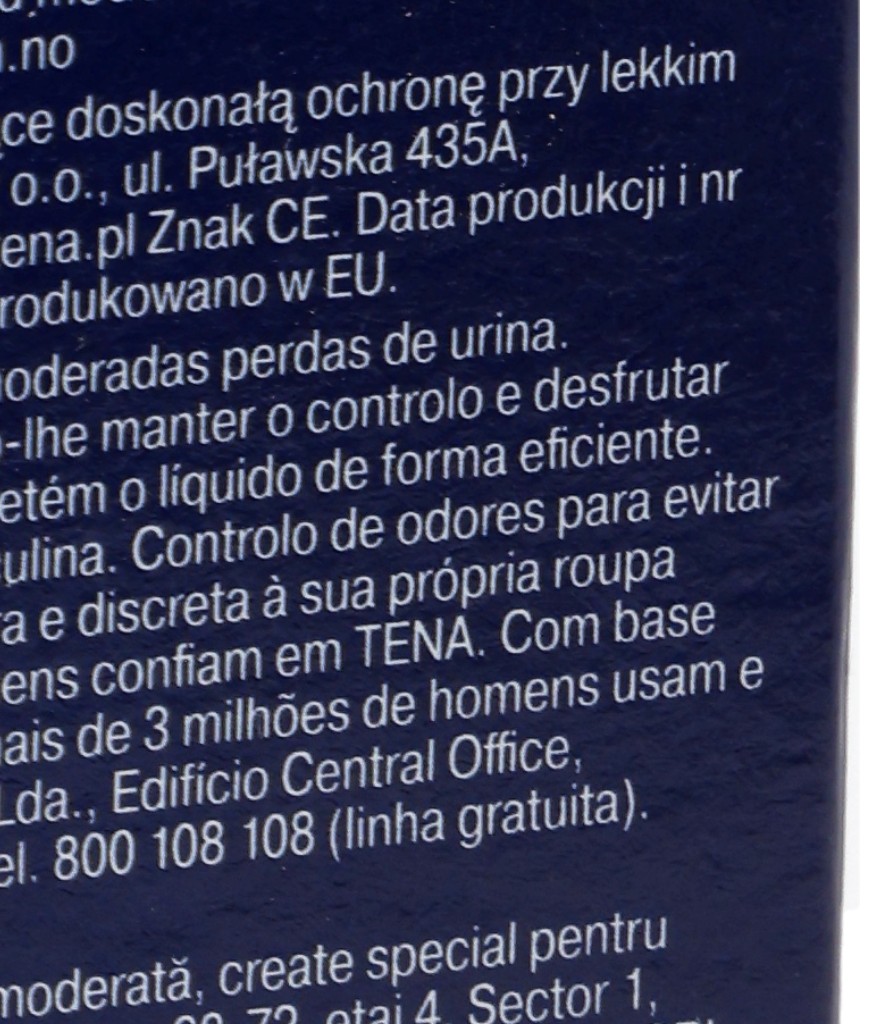 .no
ce doskonałą ochronę przy lekkim
o.o., ul. Puławska 435A,
ena.pl Znak CE. Data produkcji i nr
rodukowano w EU.
oderadas perdas de urina.
-lhe manter o controlo e desfrutar
etém o líquido de forma eficiente.
ulina. Controlo de odores para evitar
a e discreta à sua própria roupa
ens confiam em TENA. Com base
ais de 3 milhões de homens usam e
Lda., Edifício Central Office,
el. 800 108 108 (linha gratuita).
moderată, create special pentru
etaj 4, Sector 1,